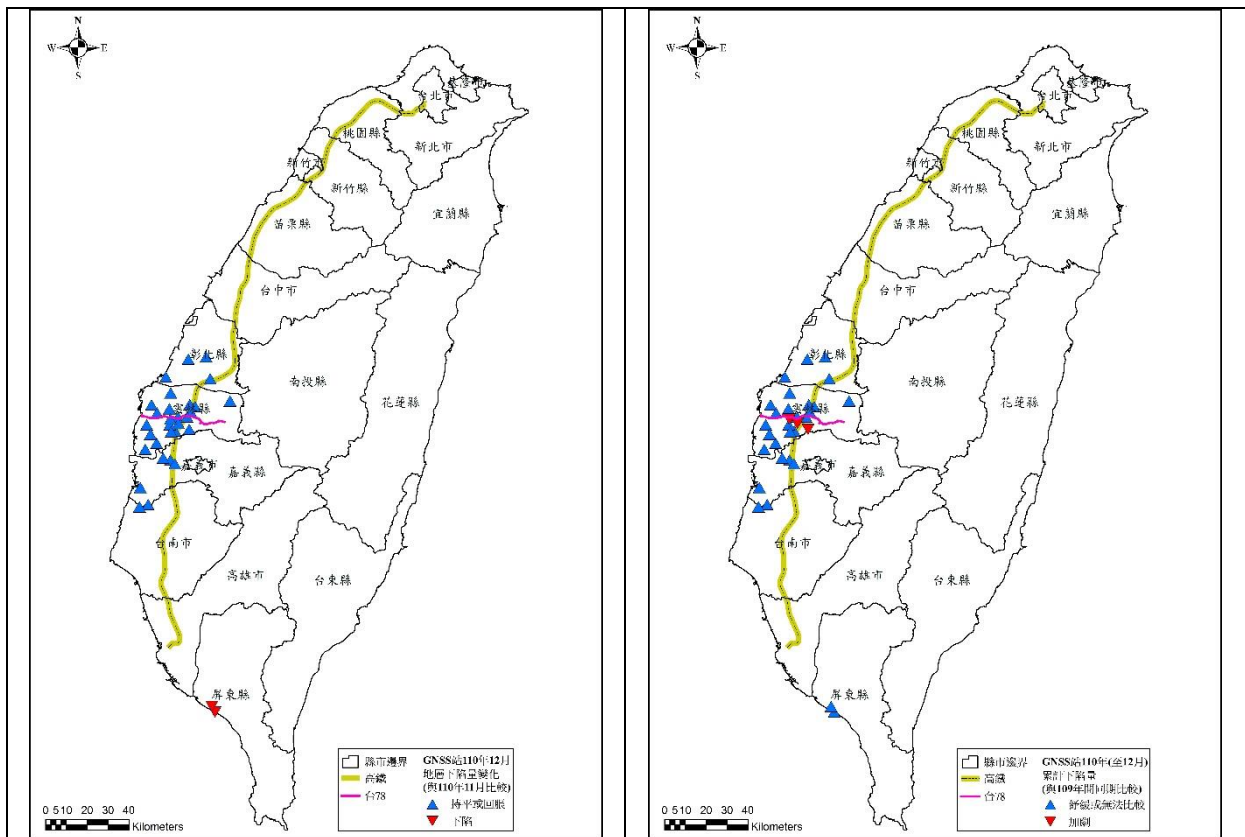 N
W E
S
台北市
桃園縣
新北市
新竹市
新竹縣
宜蘭縣
苗栗縣
台中市
彰化縣
南投縣
花蓮縣
雲林縣
嘉義市
嘉義縣
台南市
高雄市
台東縣
屏東縣
縣市邊界
高鐵
台78
GNSS站110年12月
地層下陷量變化
(與110年11月比較)
持平或回脹
下陷
0 5 10 20 30 40
Kilometers
N
W E
S
台北市
桃園縣
新北市
新竹市
新竹縣
宜蘭縣
苗栗縣
台中市
彰化縣
南投縣
花蓮縣
雲林縣
嘉義市
嘉義縣
台南市
高雄市
台東縣
屏東縣
縣市邊界
高鐵
台78
GNSS站110年(至12月)
累計下陷量
(與109年間同期比較)
舒緩或無法比較
加劇
0 5 10 20 30 40
Kilometers